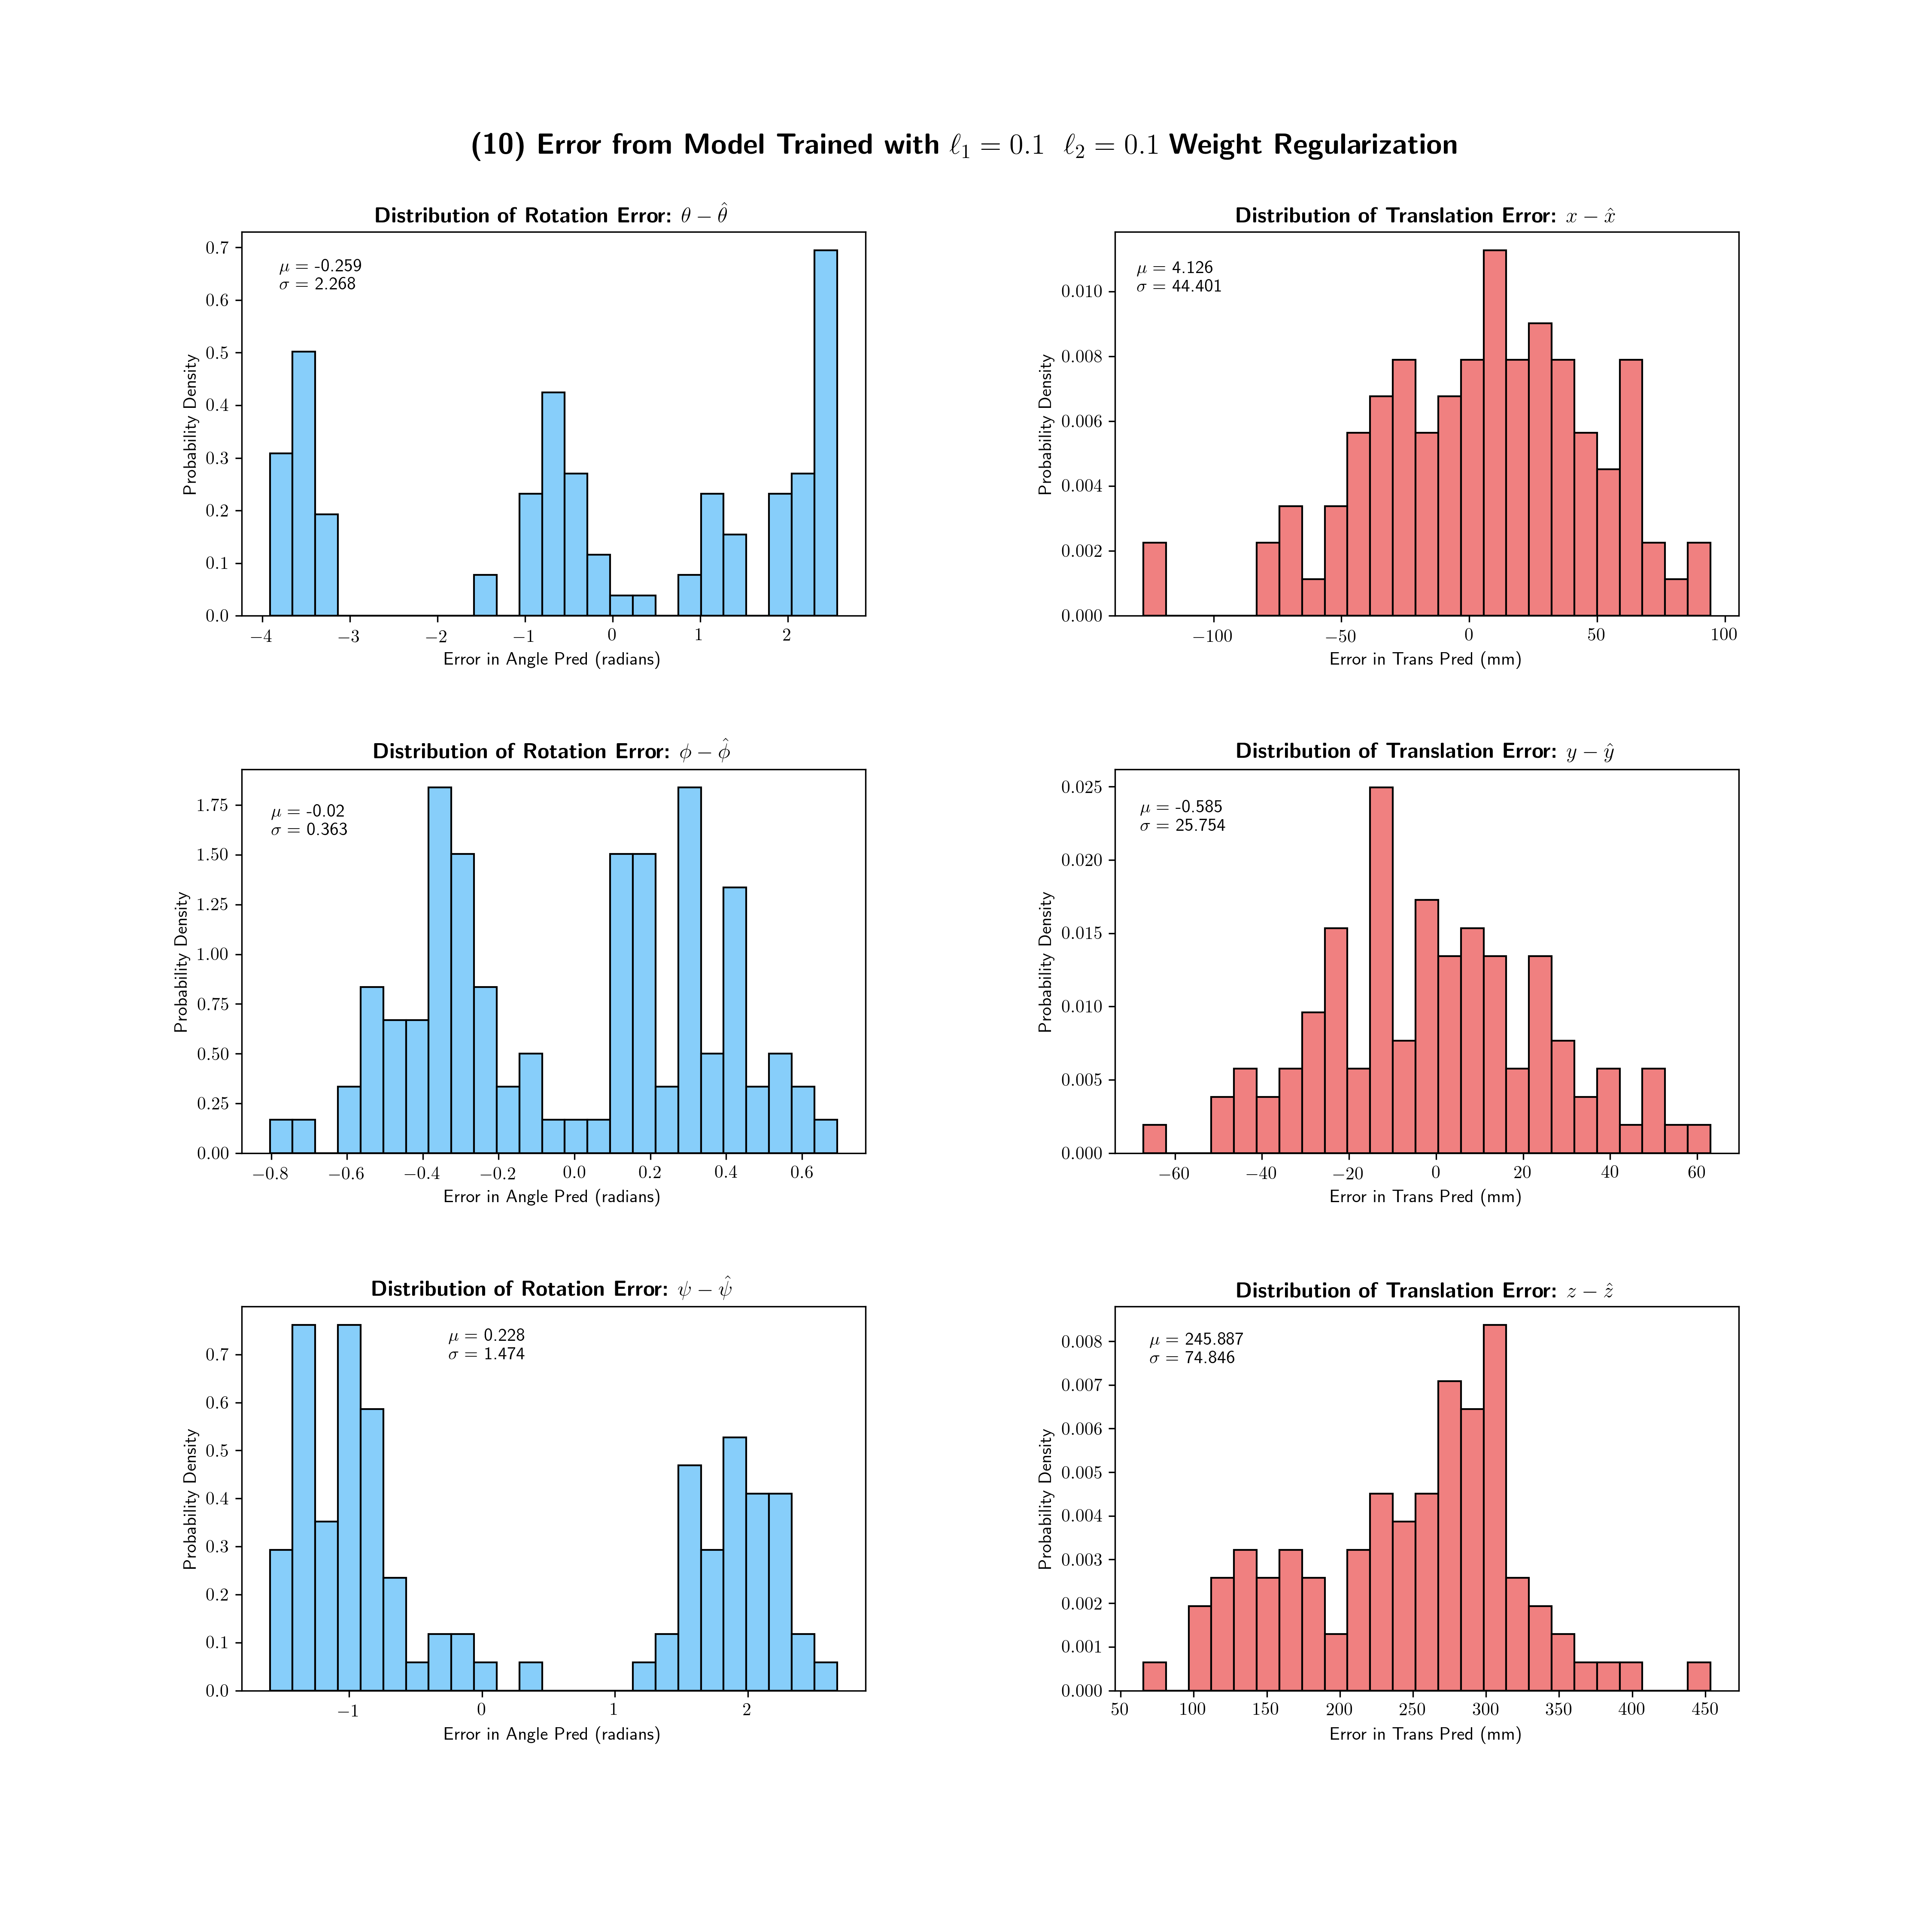 (10) Error from Model Trained with ℓ₁ = 0.1 ℓ₂ = 0.1 Weight Regularization
Distribution of Rotation Error: θ − θ̂
μ = -0.259
σ = 2.268
Probability Density
0.7
0.6
0.5
0.4
0.3
0.2
0.1
0.0
−4 −3 −2 −1 0 1 2
Error in Angle Pred (radians)
Distribution of Translation Error: x − x̂
μ = 4.126
σ = 44.401
Probability Density
0.010
0.008
0.006
0.004
0.002
0.000
−100 −50 0 50 100
Error in Trans Pred (mm)
Distribution of Rotation Error: ϕ − ϕ̂
μ = -0.02
σ = 0.363
Probability Density
1.75
1.50
1.25
1.00
0.75
0.50
0.25
0.00
−0.8 −0.6 −0.4 −0.2 0.0 0.2 0.4 0.6
Error in Angle Pred (radians)
Distribution of Translation Error: y − ŷ
μ = -0.585
σ = 25.754
Probability Density
0.025
0.020
0.015
0.010
0.005
0.000
−60 −40 −20 0 20 40 60
Error in Trans Pred (mm)
Distribution of Rotation Error: ψ − ψ̂
μ = 0.228
σ = 1.474
Probability Density
0.7
0.6
0.5
0.4
0.3
0.2
0.1
0.0
−1 0 1 2
Error in Angle Pred (radians)
Distribution of Translation Error: z − ẑ
μ = 245.887
σ = 74.846
Probability Density
0.008
0.007
0.006
0.005
0.004
0.003
0.002
0.001
0.000
50 100 150 200 250 300 350 400 450
Error in Trans Pred (mm)